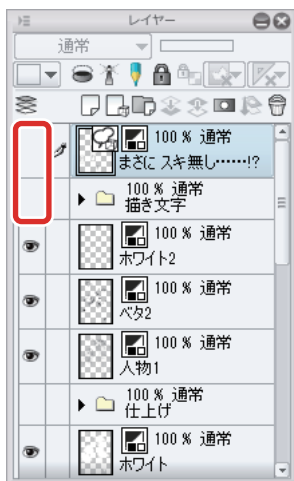 レイヤー
通常
100 % 通常
まさに スキ無し……!?
100 % 通常
描き文字
100 % 通常
ホワイト2
100 % 通常
ベタ2
100 % 通常
人物1
100 % 通常
仕上げ
100 % 通常
ホワイト